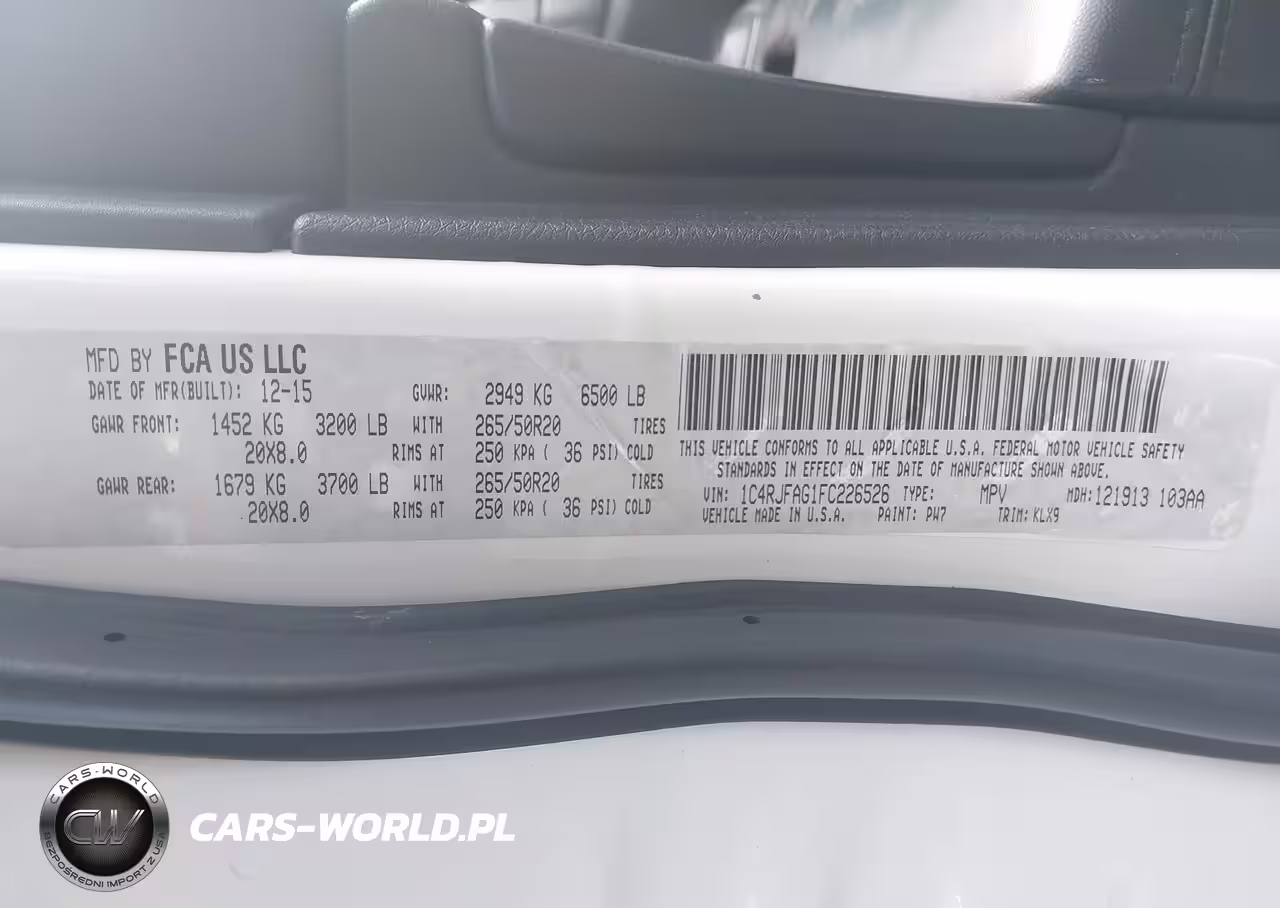 MFD BY FCA US LLC
DATE OF MFR(BUILT): 12-15 GVWR: 2949 KG 6500 LB
GAWR FRONT: 1452 KG 3200 LB WITH 265/50R20 TIRES
20X8.0 RIMS AT 250 KPA ( 36 PSI) COLD
GAWR REAR: 1679 KG 3700 LB WITH 265/50R20 TIRES
20X8.0 RIMS AT 250 KPA ( 36 PSI) COLD
THIS VEHICLE CONFORMS TO ALL APPLICABLE U.S.A. FEDERAL MOTOR VEHICLE SAFETY
STANDARDS IN EFFECT ON THE DATE OF MANUFACTURE SHOWN ABOVE.
VIN: 1C4RJFAG1FC226526 TYPE: MPV MDH: 121913 103AA
VEHICLE MADE IN U.S.A. PAINT: PW7 TRIM: KLX9
CARS-WORLD
CW
BEZPOŚREDNI IMPORT Z USA
CARS-WORLD.PL